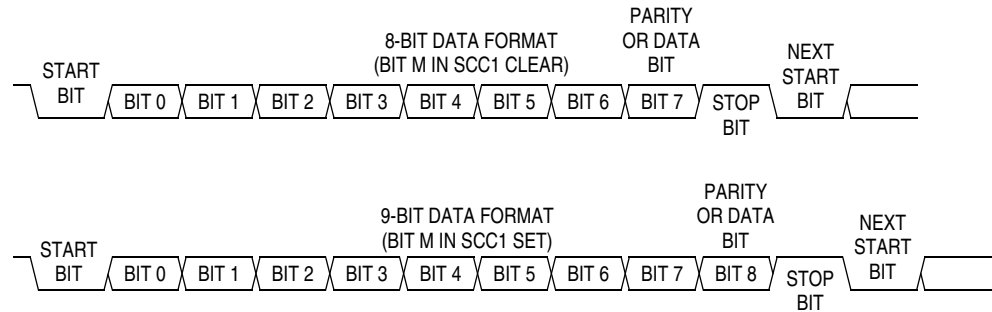 PARITY
OR DATA
BIT
8-BIT DATA FORMAT
(BIT M IN SCC1 CLEAR)
NEXT
START
BIT
START
BIT
BIT 0 BIT 1 BIT 2 BIT 3 BIT 4 BIT 5 BIT 6 BIT 7
STOP
BIT
PARITY
OR DATA
BIT
9-BIT DATA FORMAT
(BIT M IN SCC1 SET)
NEXT
START
BIT
START
BIT
BIT 0 BIT 1 BIT 2 BIT 3 BIT 4 BIT 5 BIT 6 BIT 7 BIT 8
STOP
BIT